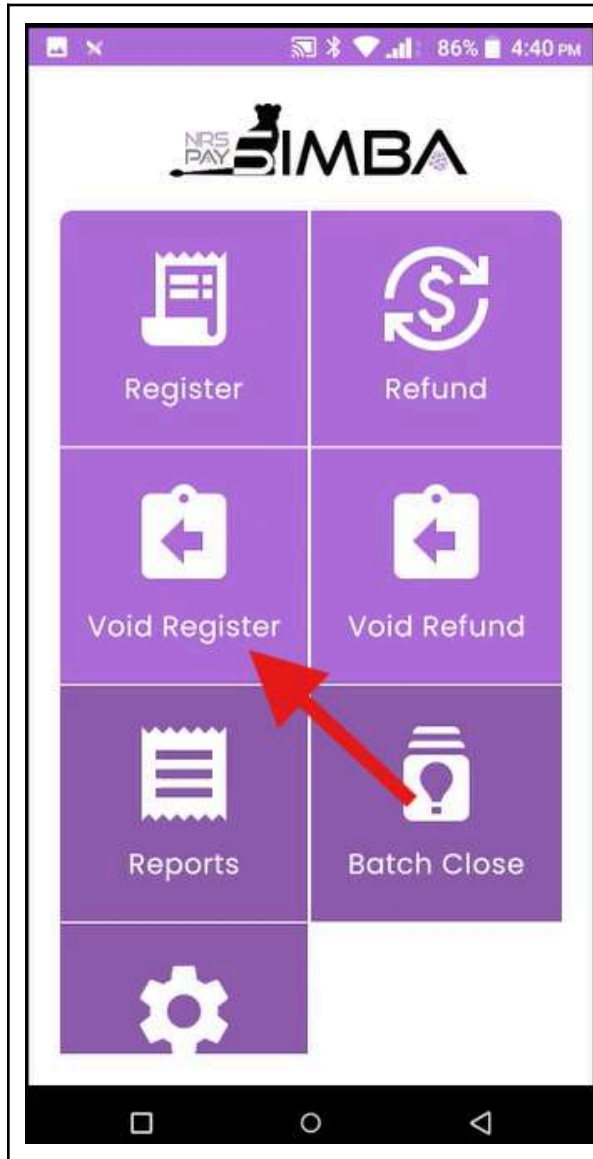 86% 4:40 PM
NRS
PAY
SIMBA
Register Refund
Void Register Void Refund
Reports Batch Close